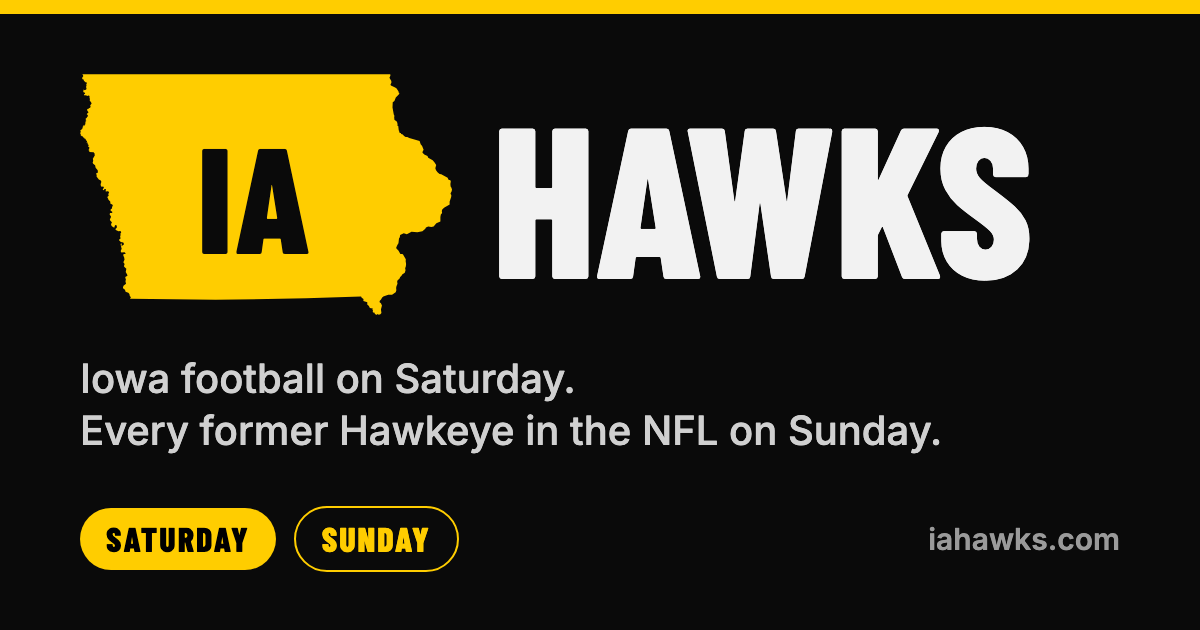 IA HAWKS
Iowa football on Saturday.
Every former Hawkeye in the NFL on Sunday.
SATURDAY SUNDAY iahawks.com